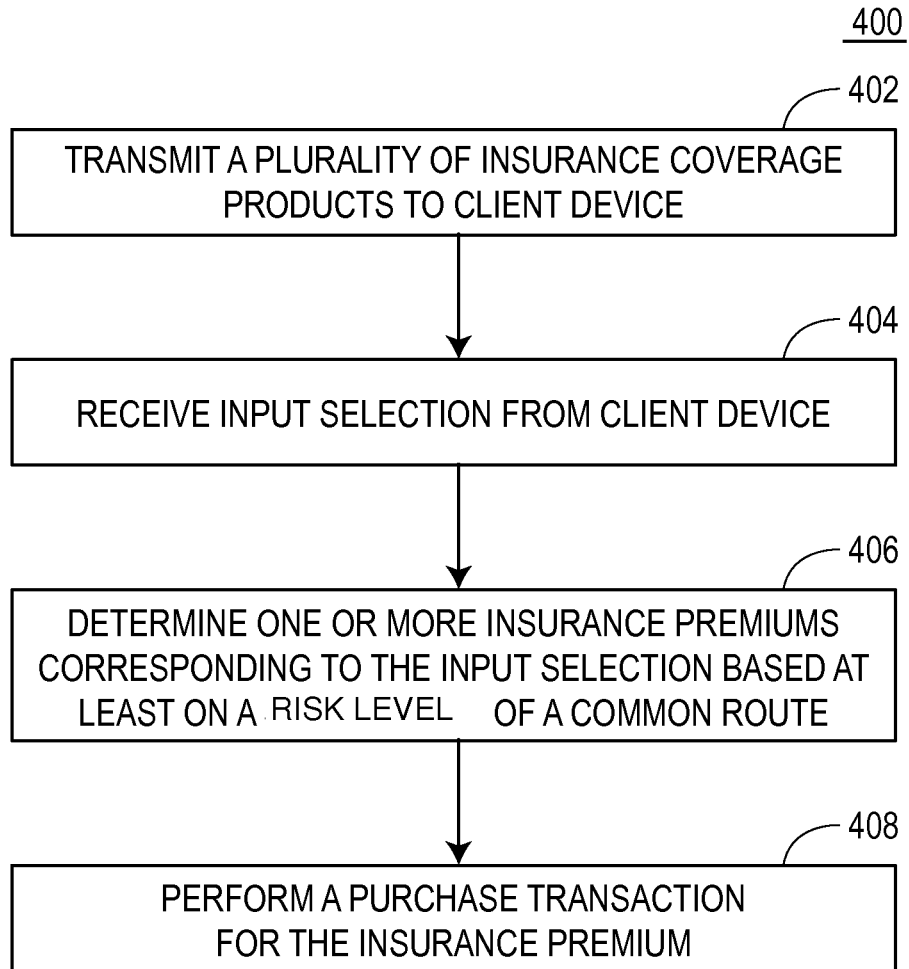 400
402
TRANSMIT A PLURALITY OF INSURANCE COVERAGE
PRODUCTS TO CLIENT DEVICE
404
RECEIVE INPUT SELECTION FROM CLIENT DEVICE
406
DETERMINE ONE OR MORE INSURANCE PREMIUMS
CORRESPONDING TO THE INPUT SELECTION BASED AT
LEAST ON A RISK LEVEL OF A COMMON ROUTE
408
PERFORM A PURCHASE TRANSACTION
FOR THE INSURANCE PREMIUM